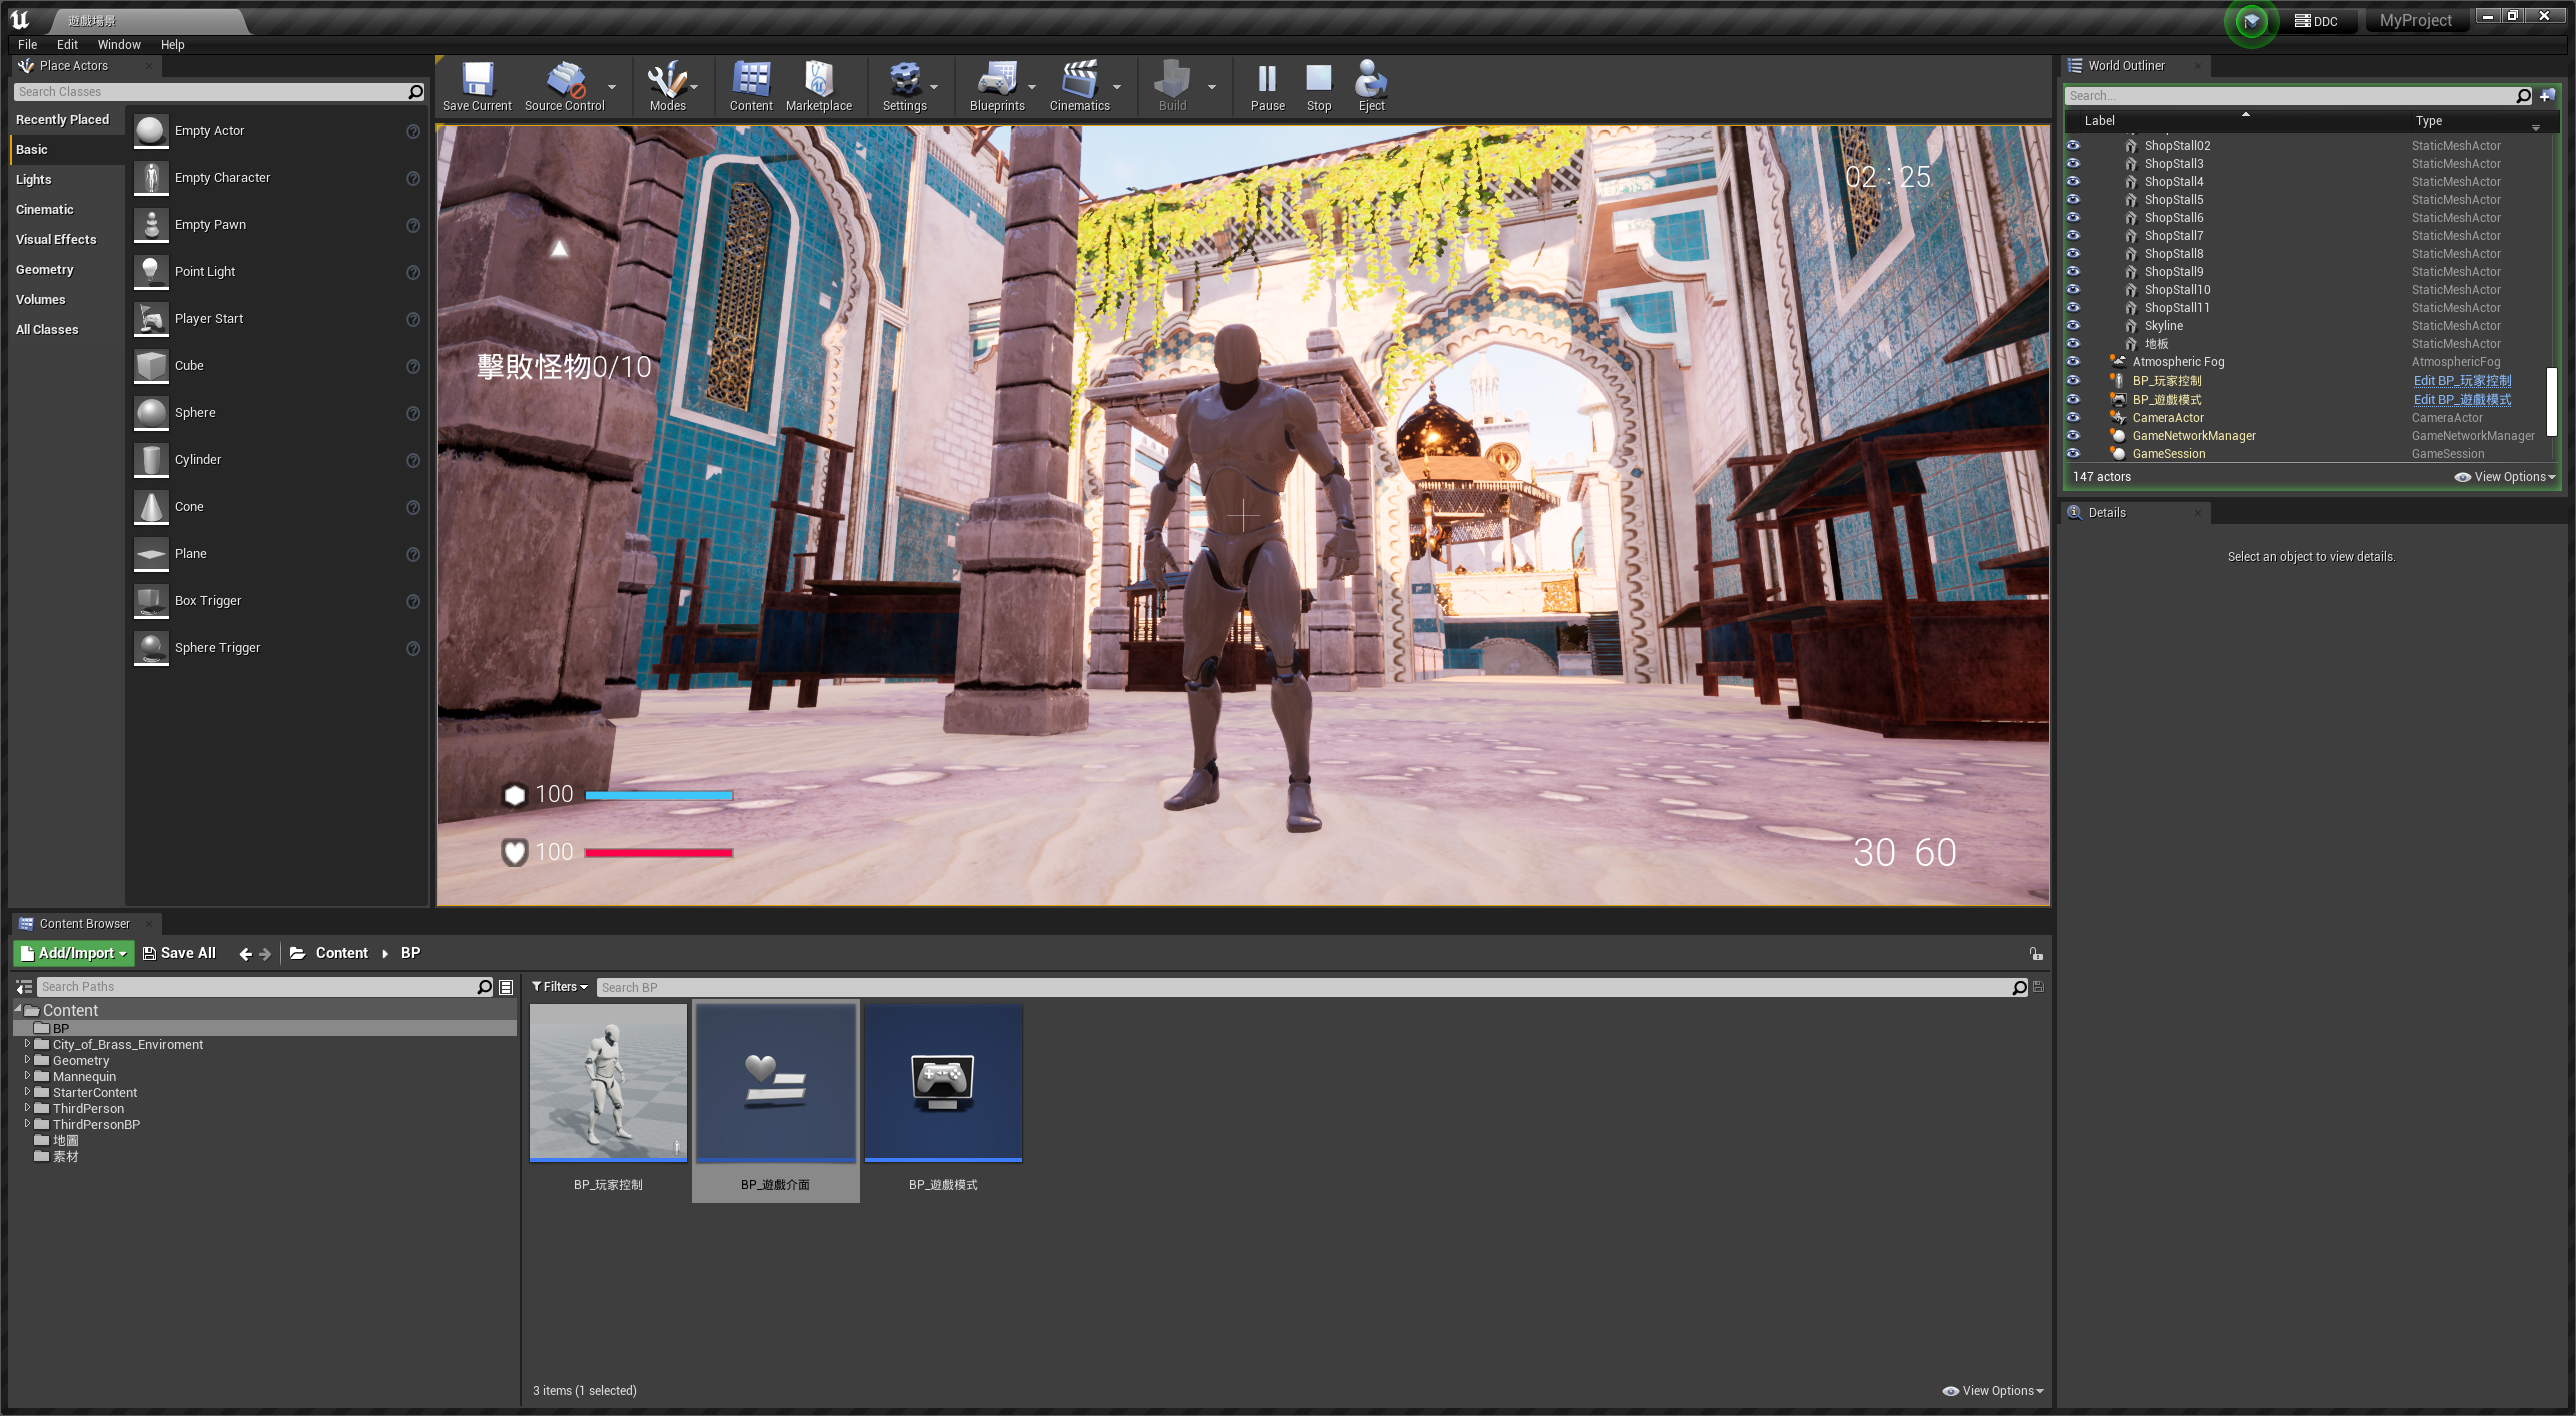 遊戲場景
DDC
MyProject
File Edit Window Help
Place Actors
Search Classes
Recently Placed
Basic
Lights
Cinematic
Visual Effects
Geometry
Volumes
All Classes
Empty Actor
Empty Character
Empty Pawn
Point Light
Player Start
Cube
Sphere
Cylinder
Cone
Plane
Box Trigger
Sphere Trigger
Save Current
Source Control
Modes
Content
Marketplace
Settings
Blueprints
Cinematics
Build
Pause
Stop
Eject
02 : 25
擊敗怪物0/10
100
100
30 60
World Outliner
Search...
Label Type
ShopStall02 StaticMeshActor
ShopStall3 StaticMeshActor
ShopStall4 StaticMeshActor
ShopStall5 StaticMeshActor
ShopStall6 StaticMeshActor
ShopStall7 StaticMeshActor
ShopStall8 StaticMeshActor
ShopStall9 StaticMeshActor
ShopStall10 StaticMeshActor
ShopStall11 StaticMeshActor
Skyline StaticMeshActor
地板 StaticMeshActor
Atmospheric Fog AtmosphericFog
BP_玩家控制 Edit BP_玩家控制
BP_遊戲模式 Edit BP_遊戲模式
CameraActor CameraActor
GameNetworkManager GameNetworkManager
GameSession GameSession
147 actors
View Options
Details
Select an object to view details.
Content Browser
Add/Import Save All Content BP
Search Paths
Content
BP
City_of_Brass_Enviroment
Geometry
Mannequin
StarterContent
ThirdPerson
ThirdPersonBP
地圖
素材
Filters
Search BP
BP_玩家控制
BP_遊戲介面
BP_遊戲模式
3 items (1 selected)
View Options